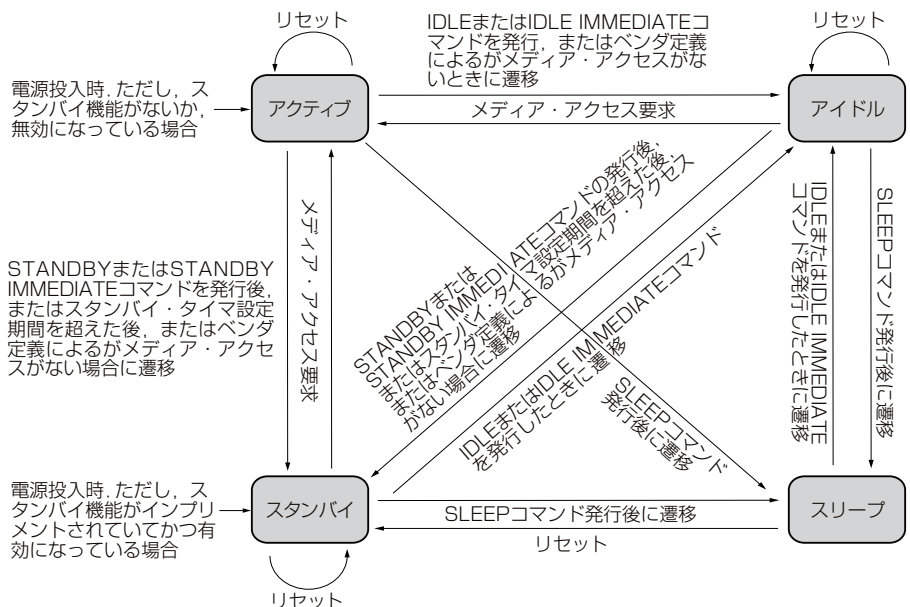 リセット
IDLEまたはIDLE IMMEDIATEコ
マンドを発行，またはベンダ定義
によるがメディア・アクセスがな
いときに遷移
リセット
電源投入時．ただし，ス
タンバイ機能がないか，
無効になっている場合
アクティブ
メディア・アクセス要求
アイドル
メディア・アクセス要求
STANDBYまたはSTANDBY
IMMEDIATEコマンドを発行後，
またはスタンバイ・タイマ設定
期間を超えた後，またはベンダ
定義によるがメディア・アクセ
スがない場合に遷移
STANDBYまたは
STANDBY IMMEDIATEコマンドの発行後，
またはスタンバイ・タイマ設定期間を超えた後，
またはベンダ定義によるがメディア・アクセス
がない場合に遷移
IDLEまたはIDLE IMMEDIATEコマンド
を発行したときに遷移
SLEEPコマンド
発行後に遷移
IDLEまたはIDLE IMMEDIATE
コマンドを発行したときに遷移
SLEEPコマンド発行後に遷移
電源投入時．ただし，ス
タンバイ機能がインプリ
メントされていてかつ有
効になっている場合
スタンバイ
SLEEPコマンド発行後に遷移
リセット
スリープ
リセット